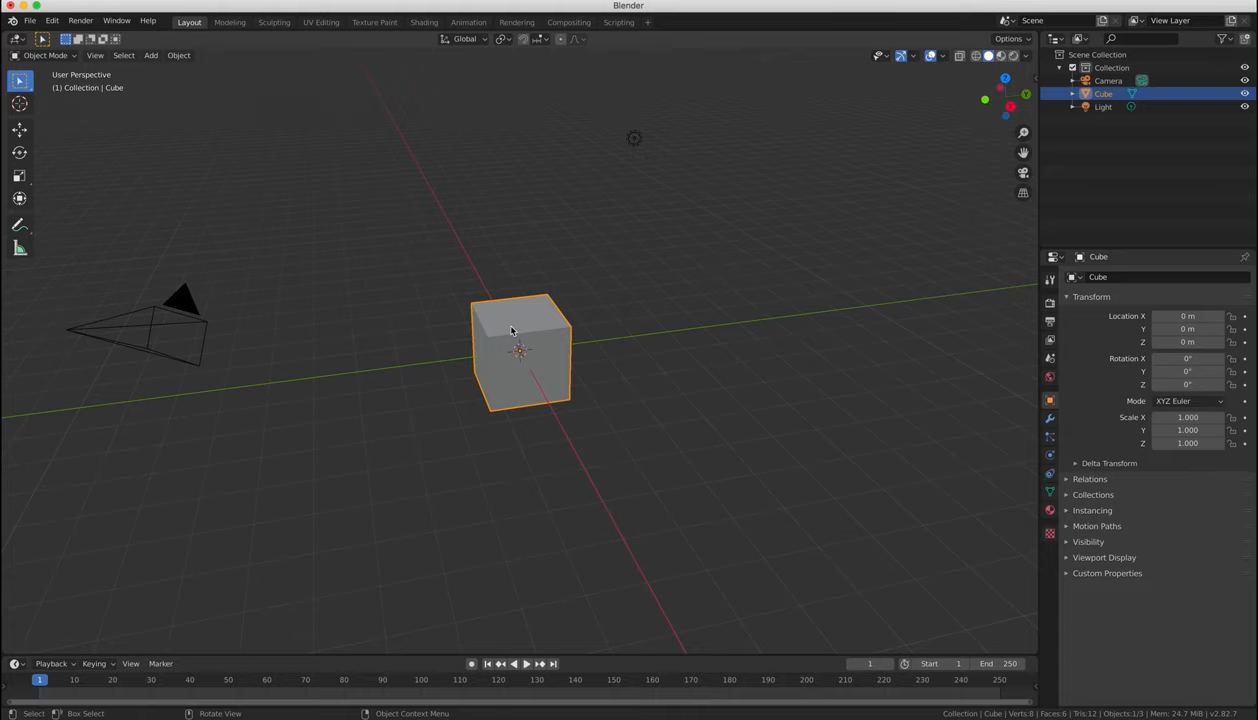 Blender
File Edit Render Window Help Layout Modeling Sculpting UV Editing Texture Paint Shading Animation Rendering Compositing Scripting + Scene View Layer
Global Options
Object Mode View Select Add Object
User Perspective
(1) Collection | Cube
Z
Y
X
Scene Collection
Collection
Camera
Cube
Light
Cube
Cube
Transform
Location X 0 m
Y 0 m
Z 0 m
Rotation X 0°
Y 0°
Z 0°
Mode XYZ Euler
Scale X 1.000
Y 1.000
Z 1.000
Delta Transform
Relations
Collections
Instancing
Motion Paths
Visibility
Viewport Display
Custom Properties
Playback Keying View Marker 1 Start 1 End 250
1 10 20 30 40 50 60 70 80 90 100 110 120 130 140 150 160 170 180 190 200 210 220 230 240 250
Select Box Select Rotate View Object Context Menu Collection | Cube | Verts:8 | Faces:6 | Tris:12 | Objects:1/3 | Mem: 24.7 MiB | v2.82.7